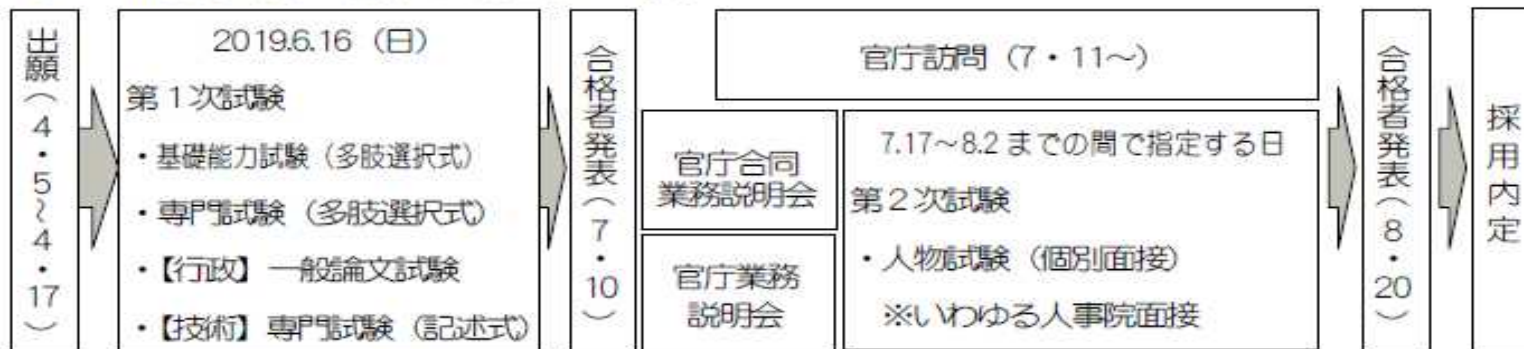 出願（4・5～4・17）
2019.6.16（日）
第１次試験
・基礎能力試験（多肢選択式）
・専門試験（多肢選択式）
・【行政】一般論文試験
・【技術】専門試験（記述式）
合格者発表（7・10）
官庁訪問（7・11～）
官庁合同
業務説明会
官庁業務
説明会
7.17～8.2までの間で指定する日
第２次試験
・人物試験（個別面接）
※いわゆる人事院面接
合格者発表（8・20）
採用内定